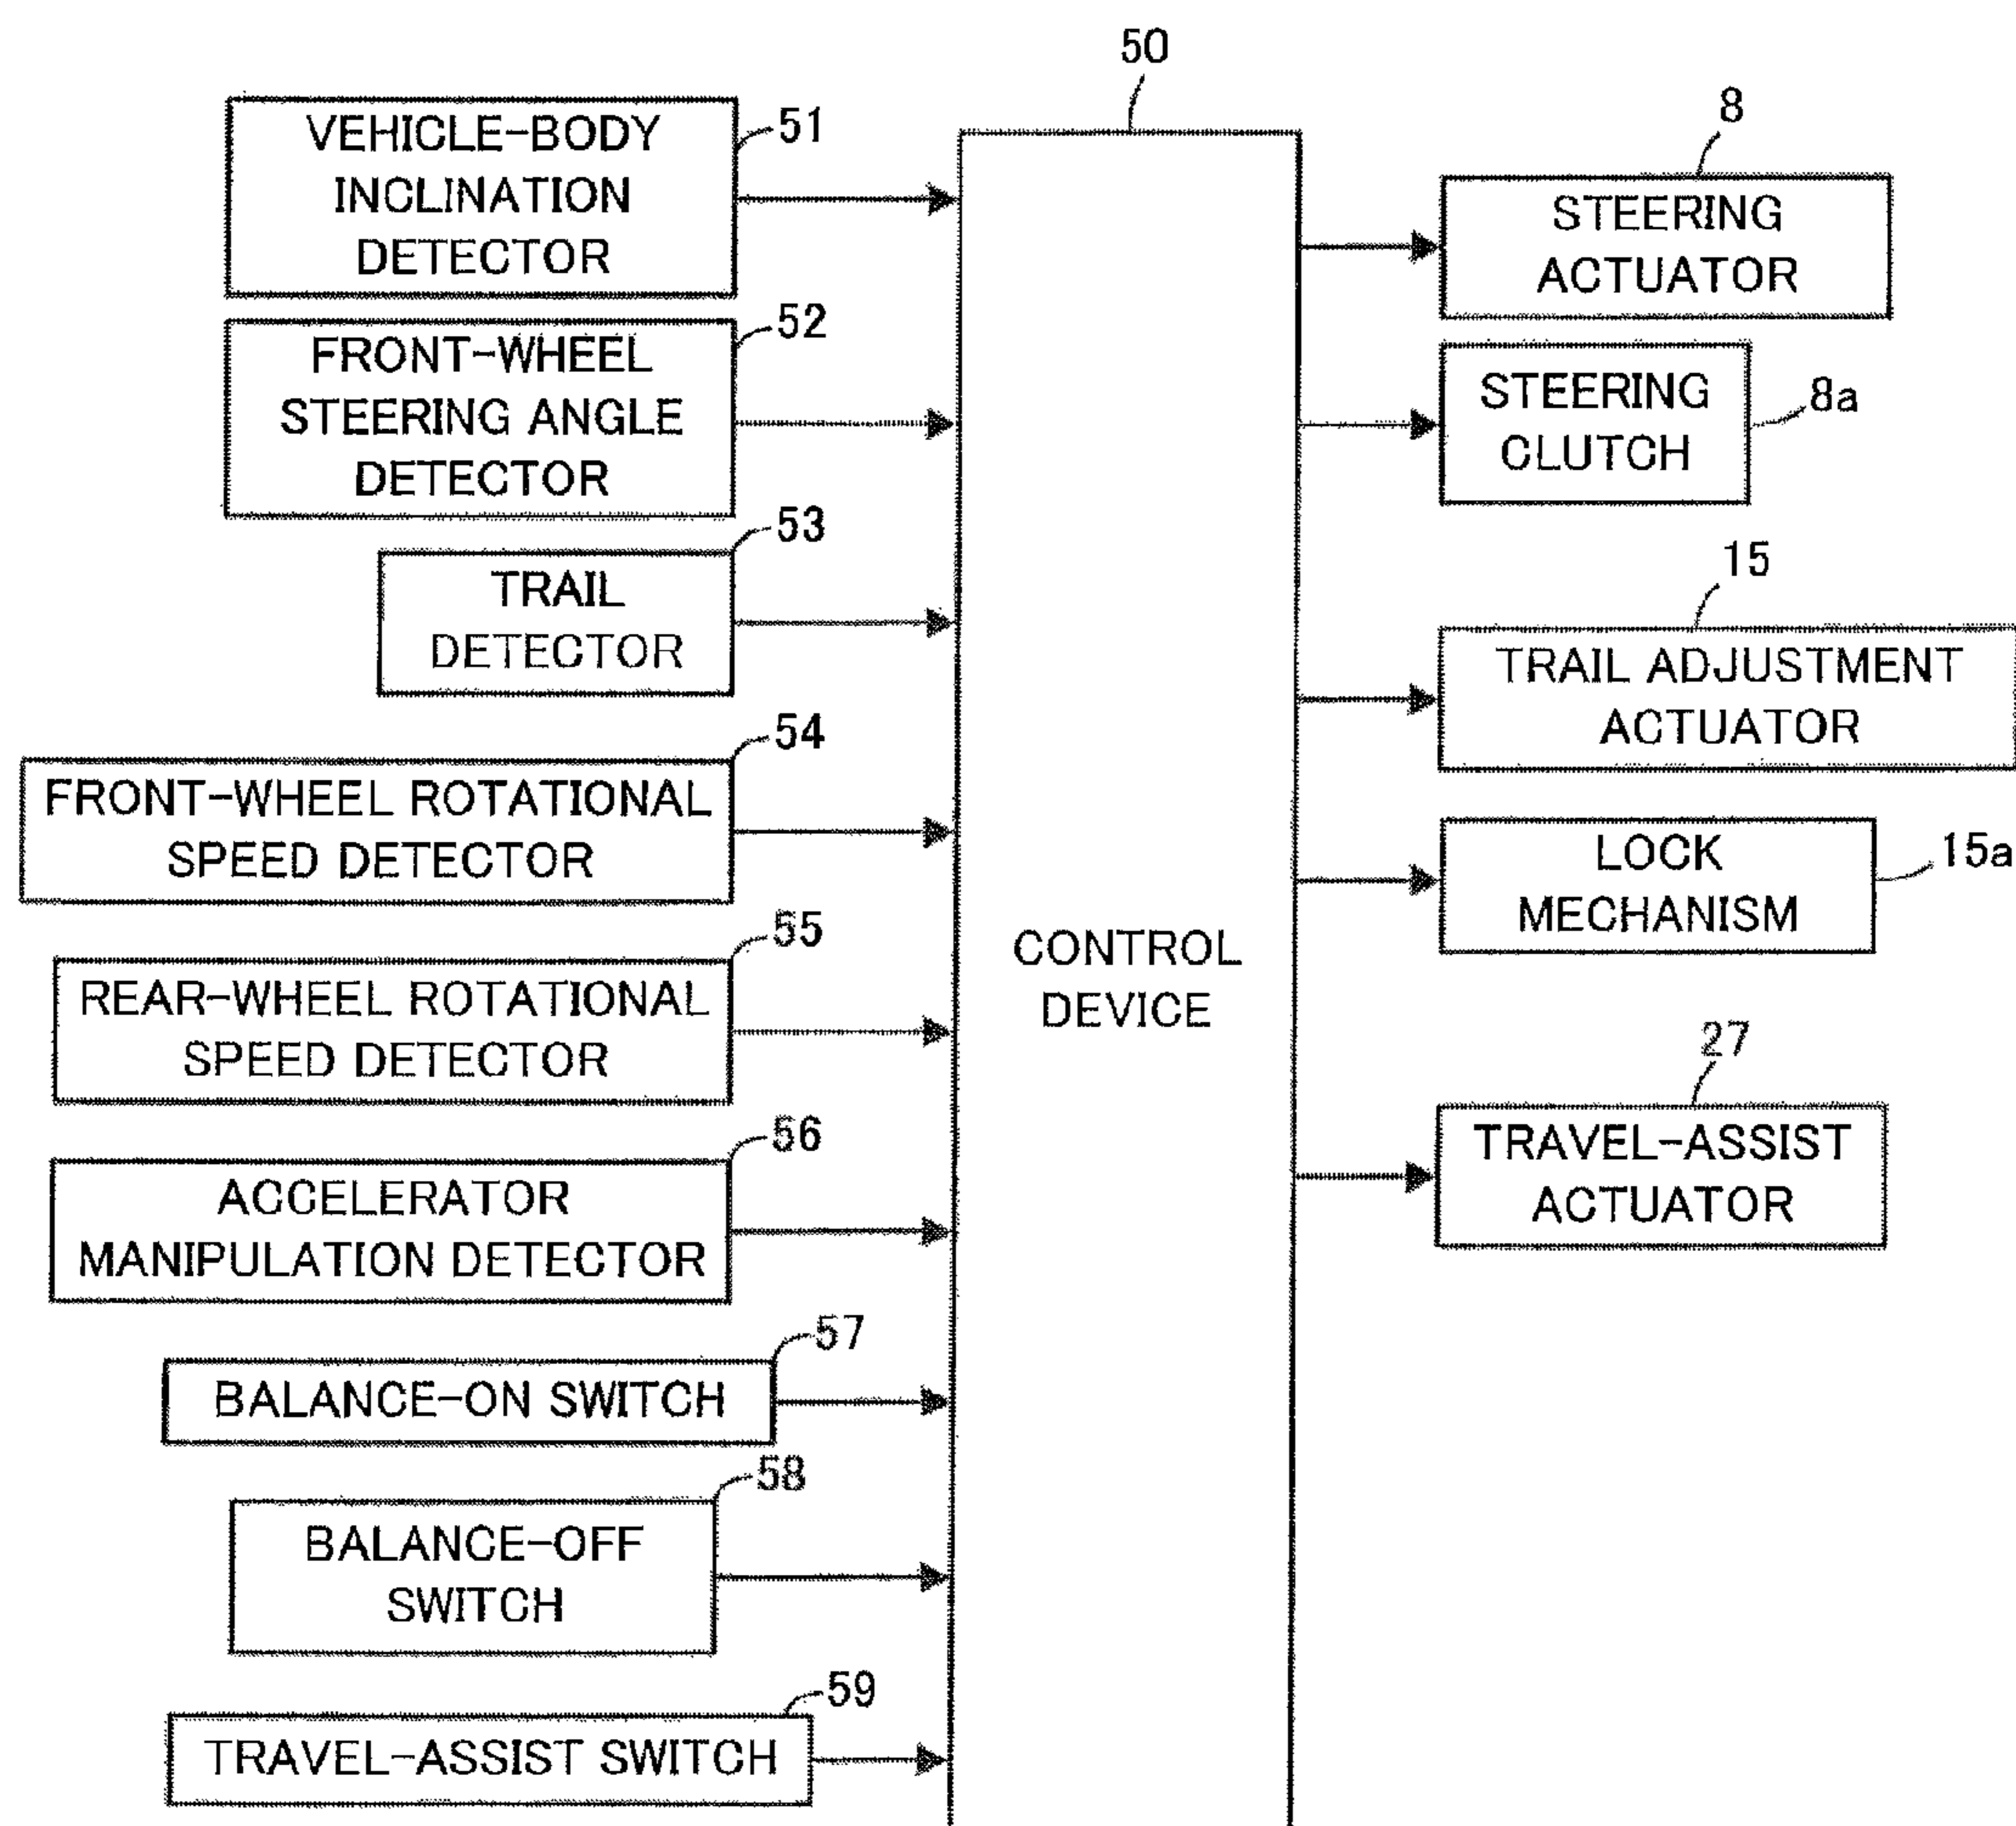 50
VEHICLE-BODY
INCLINATION
DETECTOR
51
FRONT-WHEEL
STEERING ANGLE
DETECTOR
52
TRAIL
DETECTOR
53
FRONT-WHEEL ROTATIONAL
SPEED DETECTOR
54
REAR-WHEEL ROTATIONAL
SPEED DETECTOR
55
ACCELERATOR
MANIPULATION DETECTOR
56
BALANCE-ON SWITCH
57
BALANCE-OFF
SWITCH
58
TRAVEL-ASSIST SWITCH
59
CONTROL
DEVICE
8
STEERING
ACTUATOR
STEERING
CLUTCH
8a
15
TRAIL ADJUSTMENT
ACTUATOR
LOCK
MECHANISM
15a
27
TRAVEL-ASSIST
ACTUATOR